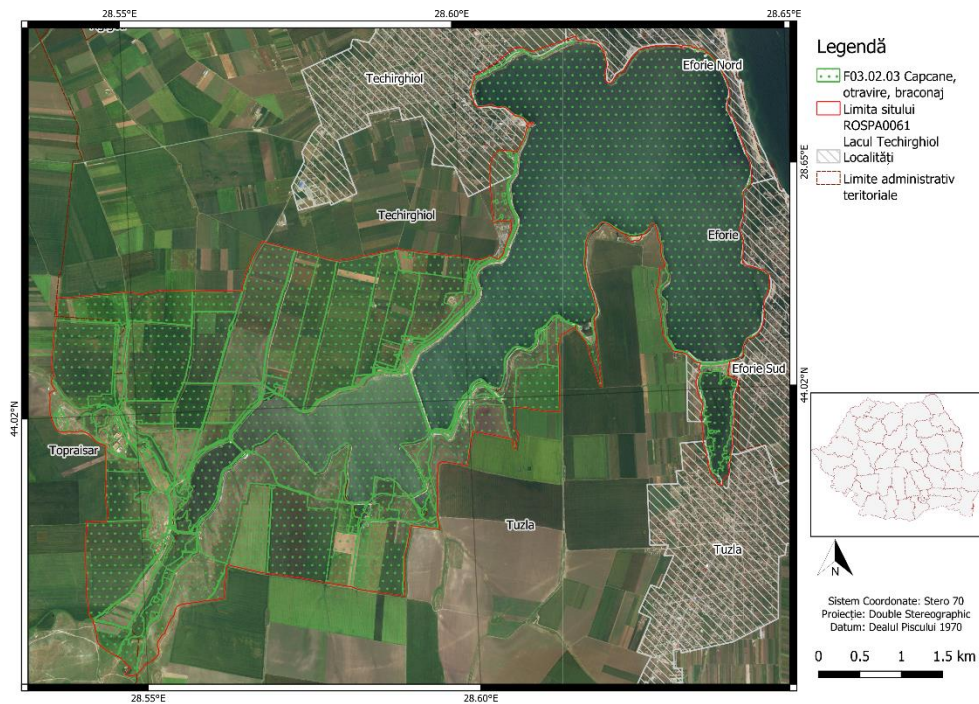 28.55°E
28.60°E
28.65°E
Techirghiol
Eforie Nord
28.65°E
Techirghiol
Eforie
Eforie Sud
44.02°N
44.02°N
Topraisar
Tuzla
Tuzla
28.55°E
28.60°E
Legendă
F03.02.03 Capcane,
otravire, braconaj
Limita sitului
ROSPA0061
Lacul Techirghiol
Localități
Limite administrativ
teritoriale
N
Sistem Coordonate: Stero 70
Proiecție: Double Stereographic
Datum: Dealul Piscului 1970
0 0.5 1 1.5 km